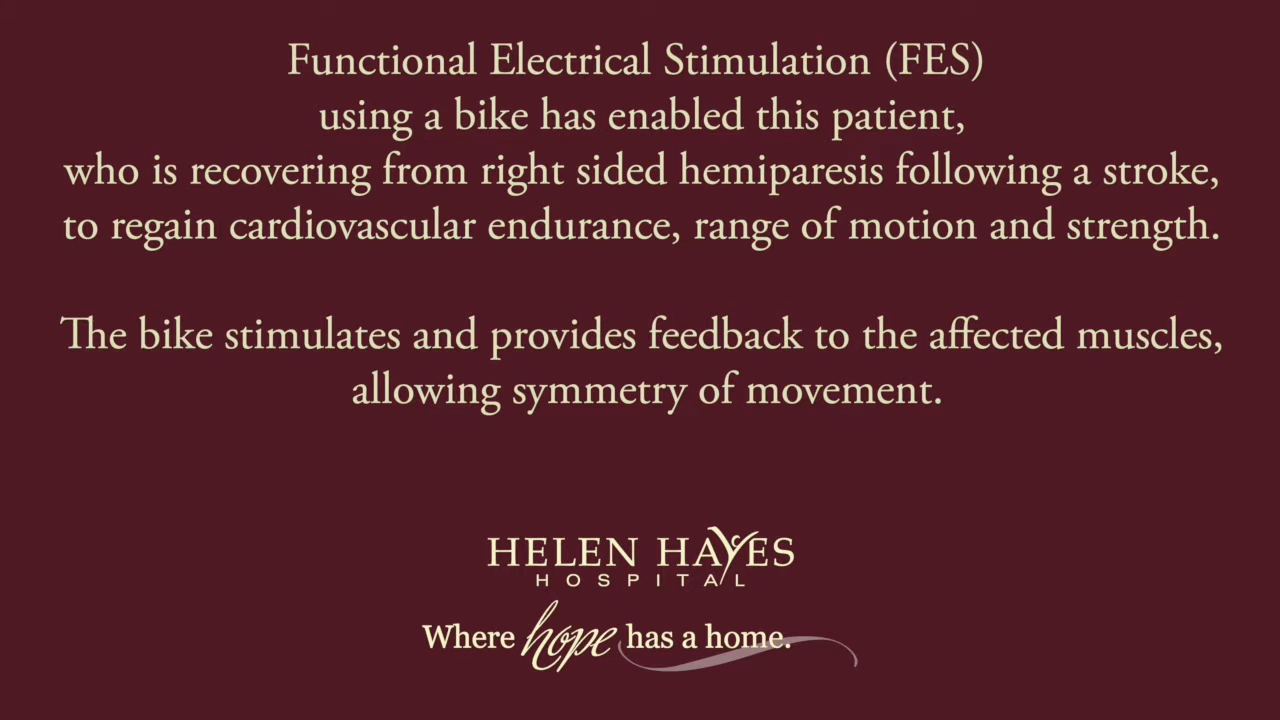 Functional Electrical Stimulation (FES)
using a bike has enabled this patient,
who is recovering from right sided hemiparesis following a stroke,
to regain cardiovascular endurance, range of motion and strength.
The bike stimulates and provides feedback to the affected muscles,
allowing symmetry of movement.
HELEN HAYES
HOSPITAL
Where hope has a home.